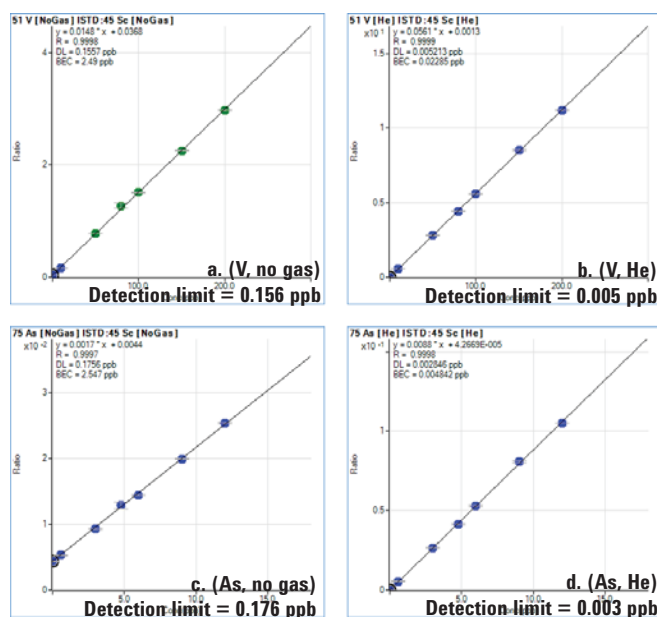 51 V [NoGas] ISTD:45 Sc [NoGas]
y = 0.0148 * x + 0.0368
R = 0.9998
DL = 0.1557 ppb
BEC = 2.49 ppb
Ratio
4
2
0
100.0
200.0
a. (V, no gas)
Detection limit = 0.156 ppb
51 V [He] ISTD:45 Sc [He]
x10¹
y = 0.0561 * x + 0.0013
R = 0.9999
DL = 0.005213 ppb
BEC = 0.02285 ppb
Ratio
1.5
1
0.5
0
100.0
200.0
b. (V, He)
Detection limit = 0.005 ppb
75 As [NoGas] ISTD:45 Sc [NoGas]
x10⁻²
y = 0.0017 * x + 0.0044
R = 0.9997
DL = 0.1756 ppb
BEC = 2.547 ppb
Ratio
3
2
1
0
5.0
10.0
15.0
c. (As, no gas)
Detection limit = 0.176 ppb
75 As [He] ISTD:45 Sc [He]
x10⁻¹
y = 0.0088 * x + 4.2669E-005
R = 0.9998
DL = 0.002846 ppb
BEC = 0.004842 ppb
Ratio
1
0.5
0
5.0
10.0
15.0
d. (As, He)
Detection limit = 0.003 ppb